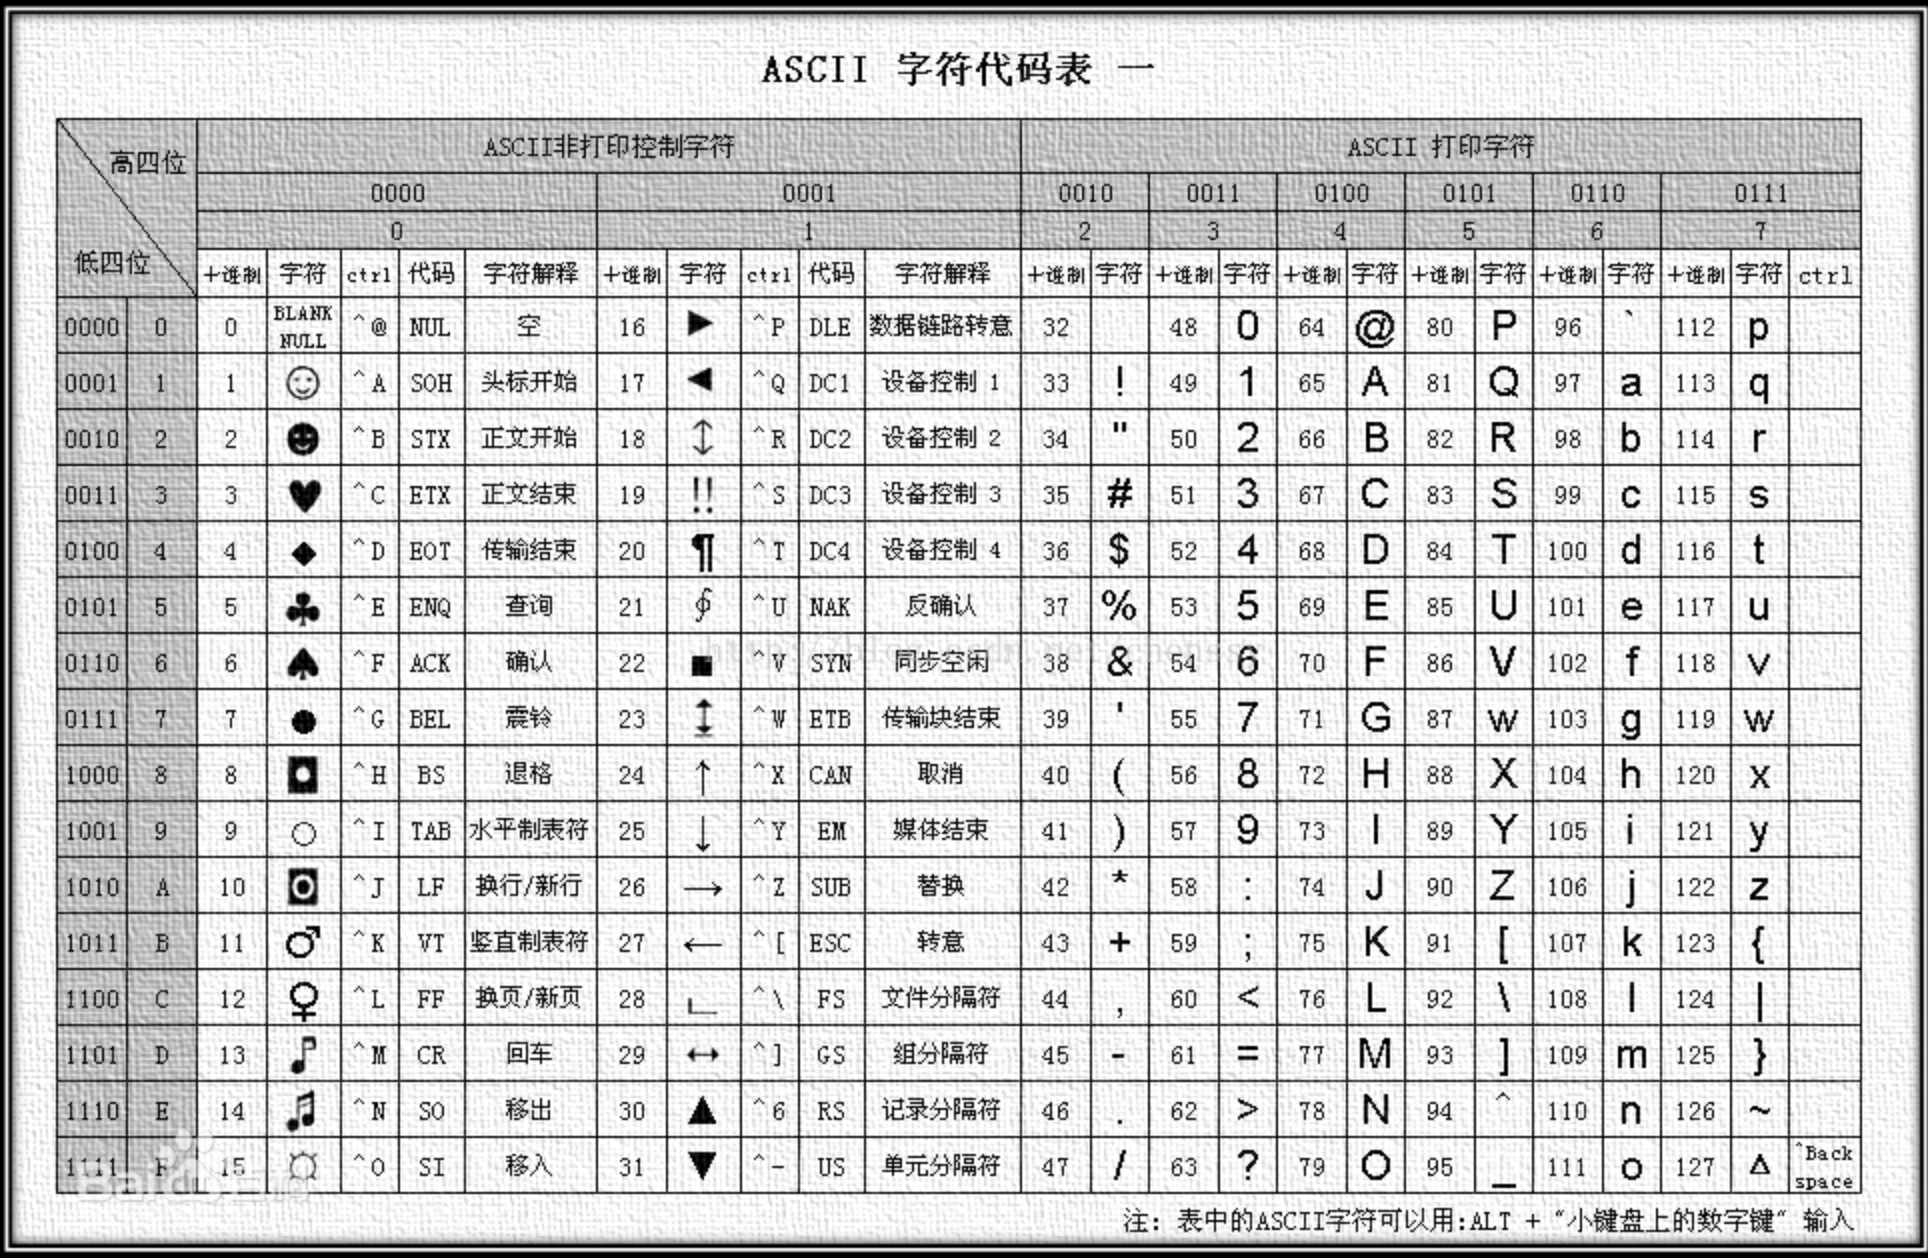 ASCII 字符代码表 一
高四位 ASCII非打印控制字符 ASCII 打印字符
0000 0001 0010 0011 0100 0101 0110 0111
0 1 2 3 4 5 6 7
低四位 十进制 字符 ctrl 代码 字符解释 十进制 字符 ctrl 代码 字符解释 十进制 字符 十进制 字符 十进制 字符 十进制 字符 十进制 字符 十进制 字符 ctrl
0000 0 0 BLANK NULL ^@ NUL 空 16 ► ^P DLE 数据链路转意 32 48 0 64 @ 80 P 96 ` 112 p
0001 1 1 ☺ ^A SOH 头标开始 17 ◄ ^Q DC1 设备控制 1 33 ! 49 1 65 A 81 Q 97 a 113 q
0010 2 2 ☻ ^B STX 正文开始 18 ↕ ^R DC2 设备控制 2 34 " 50 2 66 B 82 R 98 b 114 r
0011 3 3 ♥ ^C ETX 正文结束 19 ‼ ^S DC3 设备控制 3 35 # 51 3 67 C 83 S 99 c 115 s
0100 4 4 ◆ ^D EOT 传输结束 20 ¶ ^T DC4 设备控制 4 36 $ 52 4 68 D 84 T 100 d 116 t
0101 5 5 ♣ ^E ENQ 查询 21 ∮ ^U NAK 反确认 37 % 53 5 69 E 85 U 101 e 117 u
0110 6 6 ♠ ^F ACK 确认 22 ■ ^V SYN 同步空闲 38 & 54 6 70 F 86 V 102 f 118 v
0111 7 7 ● ^G BEL 震铃 23 ↨ ^W ETB 传输块结束 39 ' 55 7 71 G 87 w 103 g 119 w
1000 8 8 ◘ ^H BS 退格 24 ↑ ^X CAN 取消 40 ( 56 8 72 H 88 X 104 h 120 x
1001 9 9 ○ ^I TAB 水平制表符 25 ↓ ^Y EM 媒体结束 41 ) 57 9 73 I 89 Y 105 i 121 y
1010 A 10 ◙ ^J LF 换行/新行 26 → ^Z SUB 替换 42 * 58 : 74 J 90 Z 106 j 122 z
1011 B 11 ♂ ^K VT 竖直制表符 27 ← ^[ ESC 转意 43 + 59 ; 75 K 91 [ 107 k 123 {
1100 C 12 ♀ ^L FF 换页/新页 28 ∟ ^\ FS 文件分隔符 44 , 60 < 76 L 92 \ 108 l 124 |
1101 D 13 ♪ ^M CR 回车 29 ↔ ^] GS 组分隔符 45 - 61 = 77 M 93 ] 109 m 125 }
1110 E 14 ♫ ^N SO 移出 30 ▲ ^6 RS 记录分隔符 46 . 62 > 78 N 94 ^ 110 n 126 ~
1111 F 15 ☼ ^O SI 移入 31 ▼ ^- US 单元分隔符 47 / 63 ? 79 O 95 _ 111 o 127 Δ ^Back space
注: 表中的ASCII字符可以用:ALT + "小键盘上的数字键" 输入